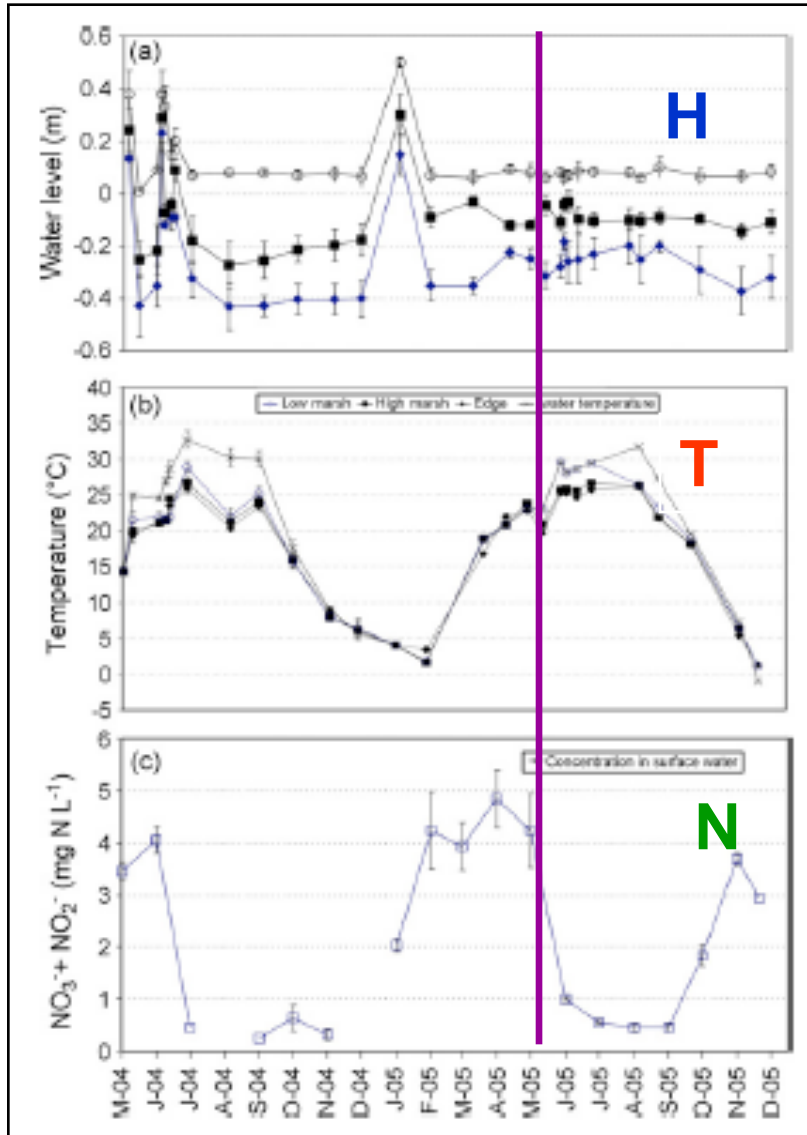 (a)
H
Water level (m)
0.6
0.4
0.2
0
-0.2
-0.4
-0.6
(b)
Low marsh High marsh Edge water temperature
T
Temperature (°C)
40
35
30
25
20
15
10
5
0
-5
(c)
Concentration in surface water
N
NO₃⁻+ NO₂⁻ (mg N L⁻¹)
6
5
4
3
2
1
0
M-04 J-04 J-04 A-04 S-04 OD-04 N-04 D-04 J-05 F-05 M-05 A-05 M-05 J-05 J-05 A-05 S-05 OD-05 N-05 D-05